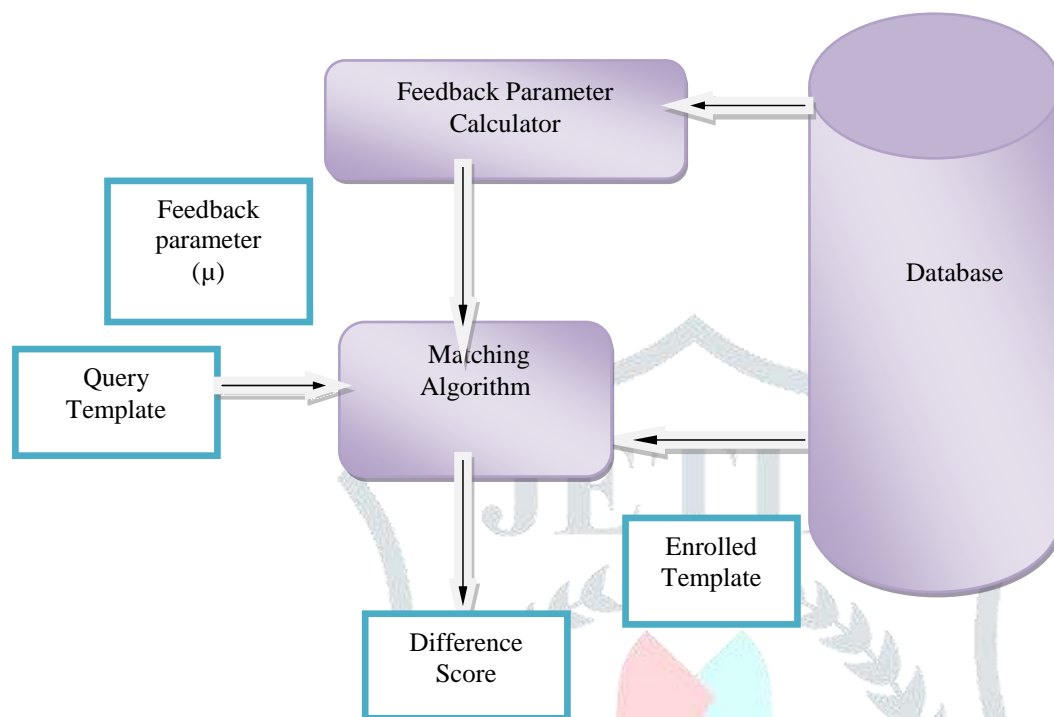 Feedback Parameter
Calculator
Feedback
parameter
(µ)
Database
Matching
Algorithm
Query
Template
Enrolled
Template
Difference
Score